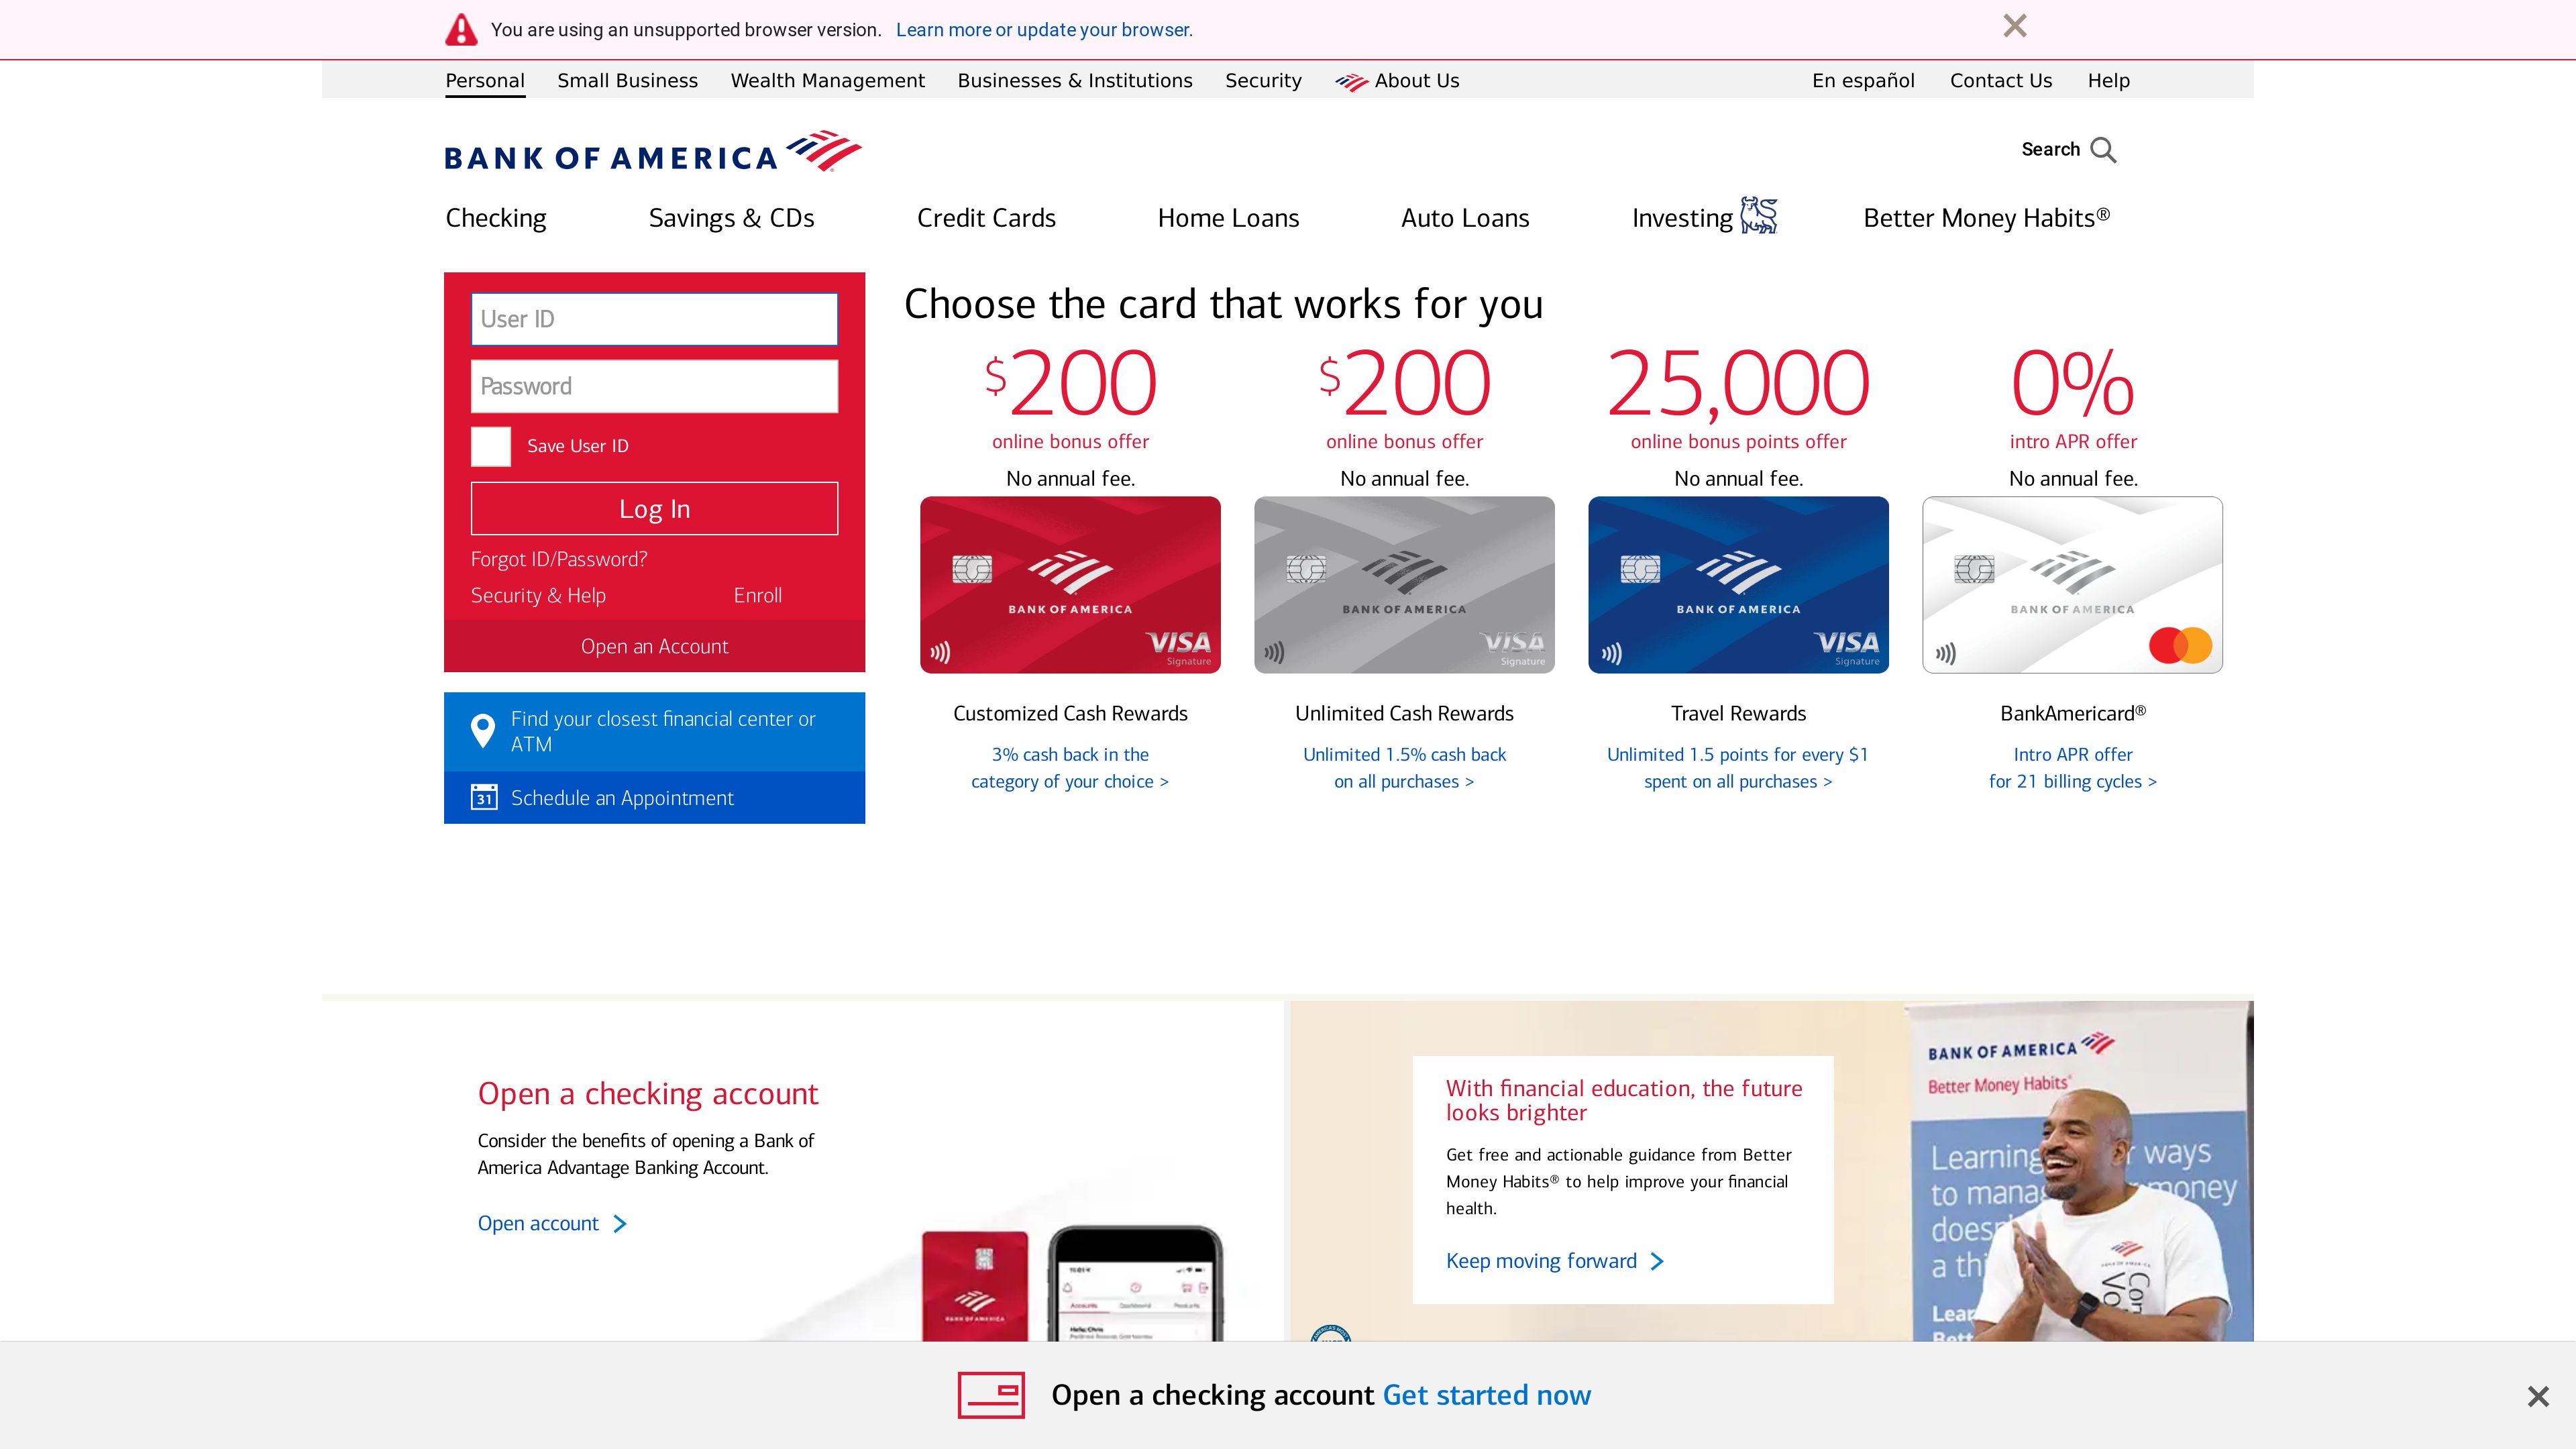 You are using an unsupported browser version. Learn more or update your browser.
Personal Small Business Wealth Management Businesses & Institutions Security About Us En español Contact Us Help
BANK OF AMERICA
Search
Checking Savings & CDs Credit Cards Home Loans Auto Loans Investing Better Money Habits®
User ID
Password
Save User ID
Log In
Forgot ID/Password?
Security & Help Enroll
Open an Account
Find your closest financial center or
ATM
31 Schedule an Appointment
Choose the card that works for you
$200
online bonus offer
No annual fee.
BANK OF AMERICA
VISA
Signature
Customized Cash Rewards
3% cash back in the
category of your choice >
$200
online bonus offer
No annual fee.
BANK OF AMERICA
VISA
Signature
Unlimited Cash Rewards
Unlimited 1.5% cash back
on all purchases >
25,000
online bonus points offer
No annual fee.
BANK OF AMERICA
VISA
Signature
Travel Rewards
Unlimited 1.5 points for every $1
spent on all purchases >
0%
intro APR offer
No annual fee.
BANK OF AMERICA
BankAmericard®
Intro APR offer
for 21 billing cycles >
Open a checking account
Consider the benefits of opening a Bank of
America Advantage Banking Account.
Open account
BANK OF AMERICA
Accounts Dashboard Products
Hello, Chris
With financial education, the future
looks brighter
Get free and actionable guidance from Better
Money Habits® to help improve your financial
health.
Keep moving forward
BANK OF AMERICA
Better Money Habits
Learning ways
to mana money
does
a thi
Lear
Bett
Open a checking account Get started now